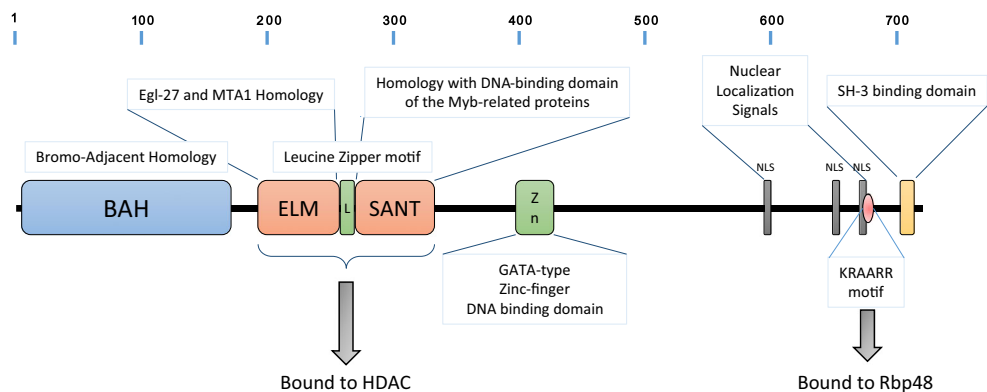 1 100 200 300 400 500 600 700
Egl-27 and MTA1 Homology
Homology with DNA-binding domain
of the Myb-related proteins
Nuclear
Localization
Signals
SH-3 binding domain
Bromo-Adjacent Homology
Leucine Zipper motif
NLS NLS NLS
BAH
ELM
L
SANT
Z
n
GATA-type
Zinc-finger
DNA binding domain
KRAARR
motif
Bound to HDAC
Bound to Rbp48